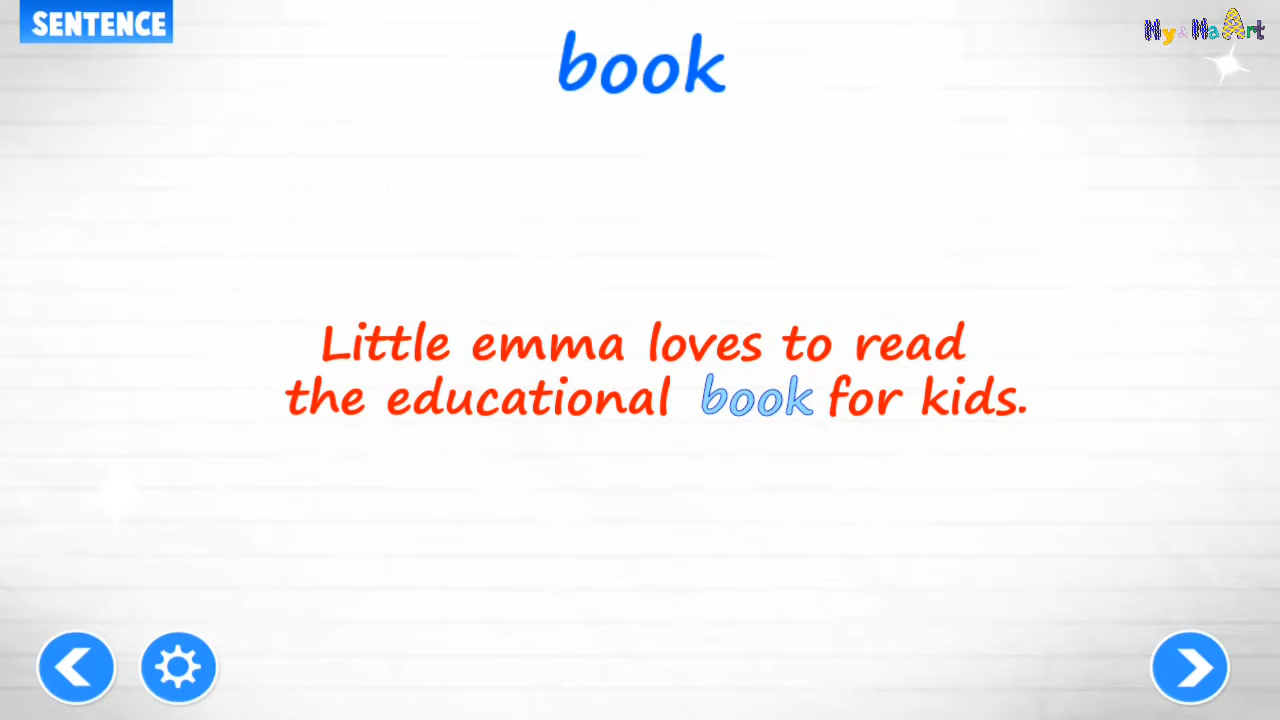 SENTENCE
My&MaArt
book
Little emma loves to read
the educational book for kids.